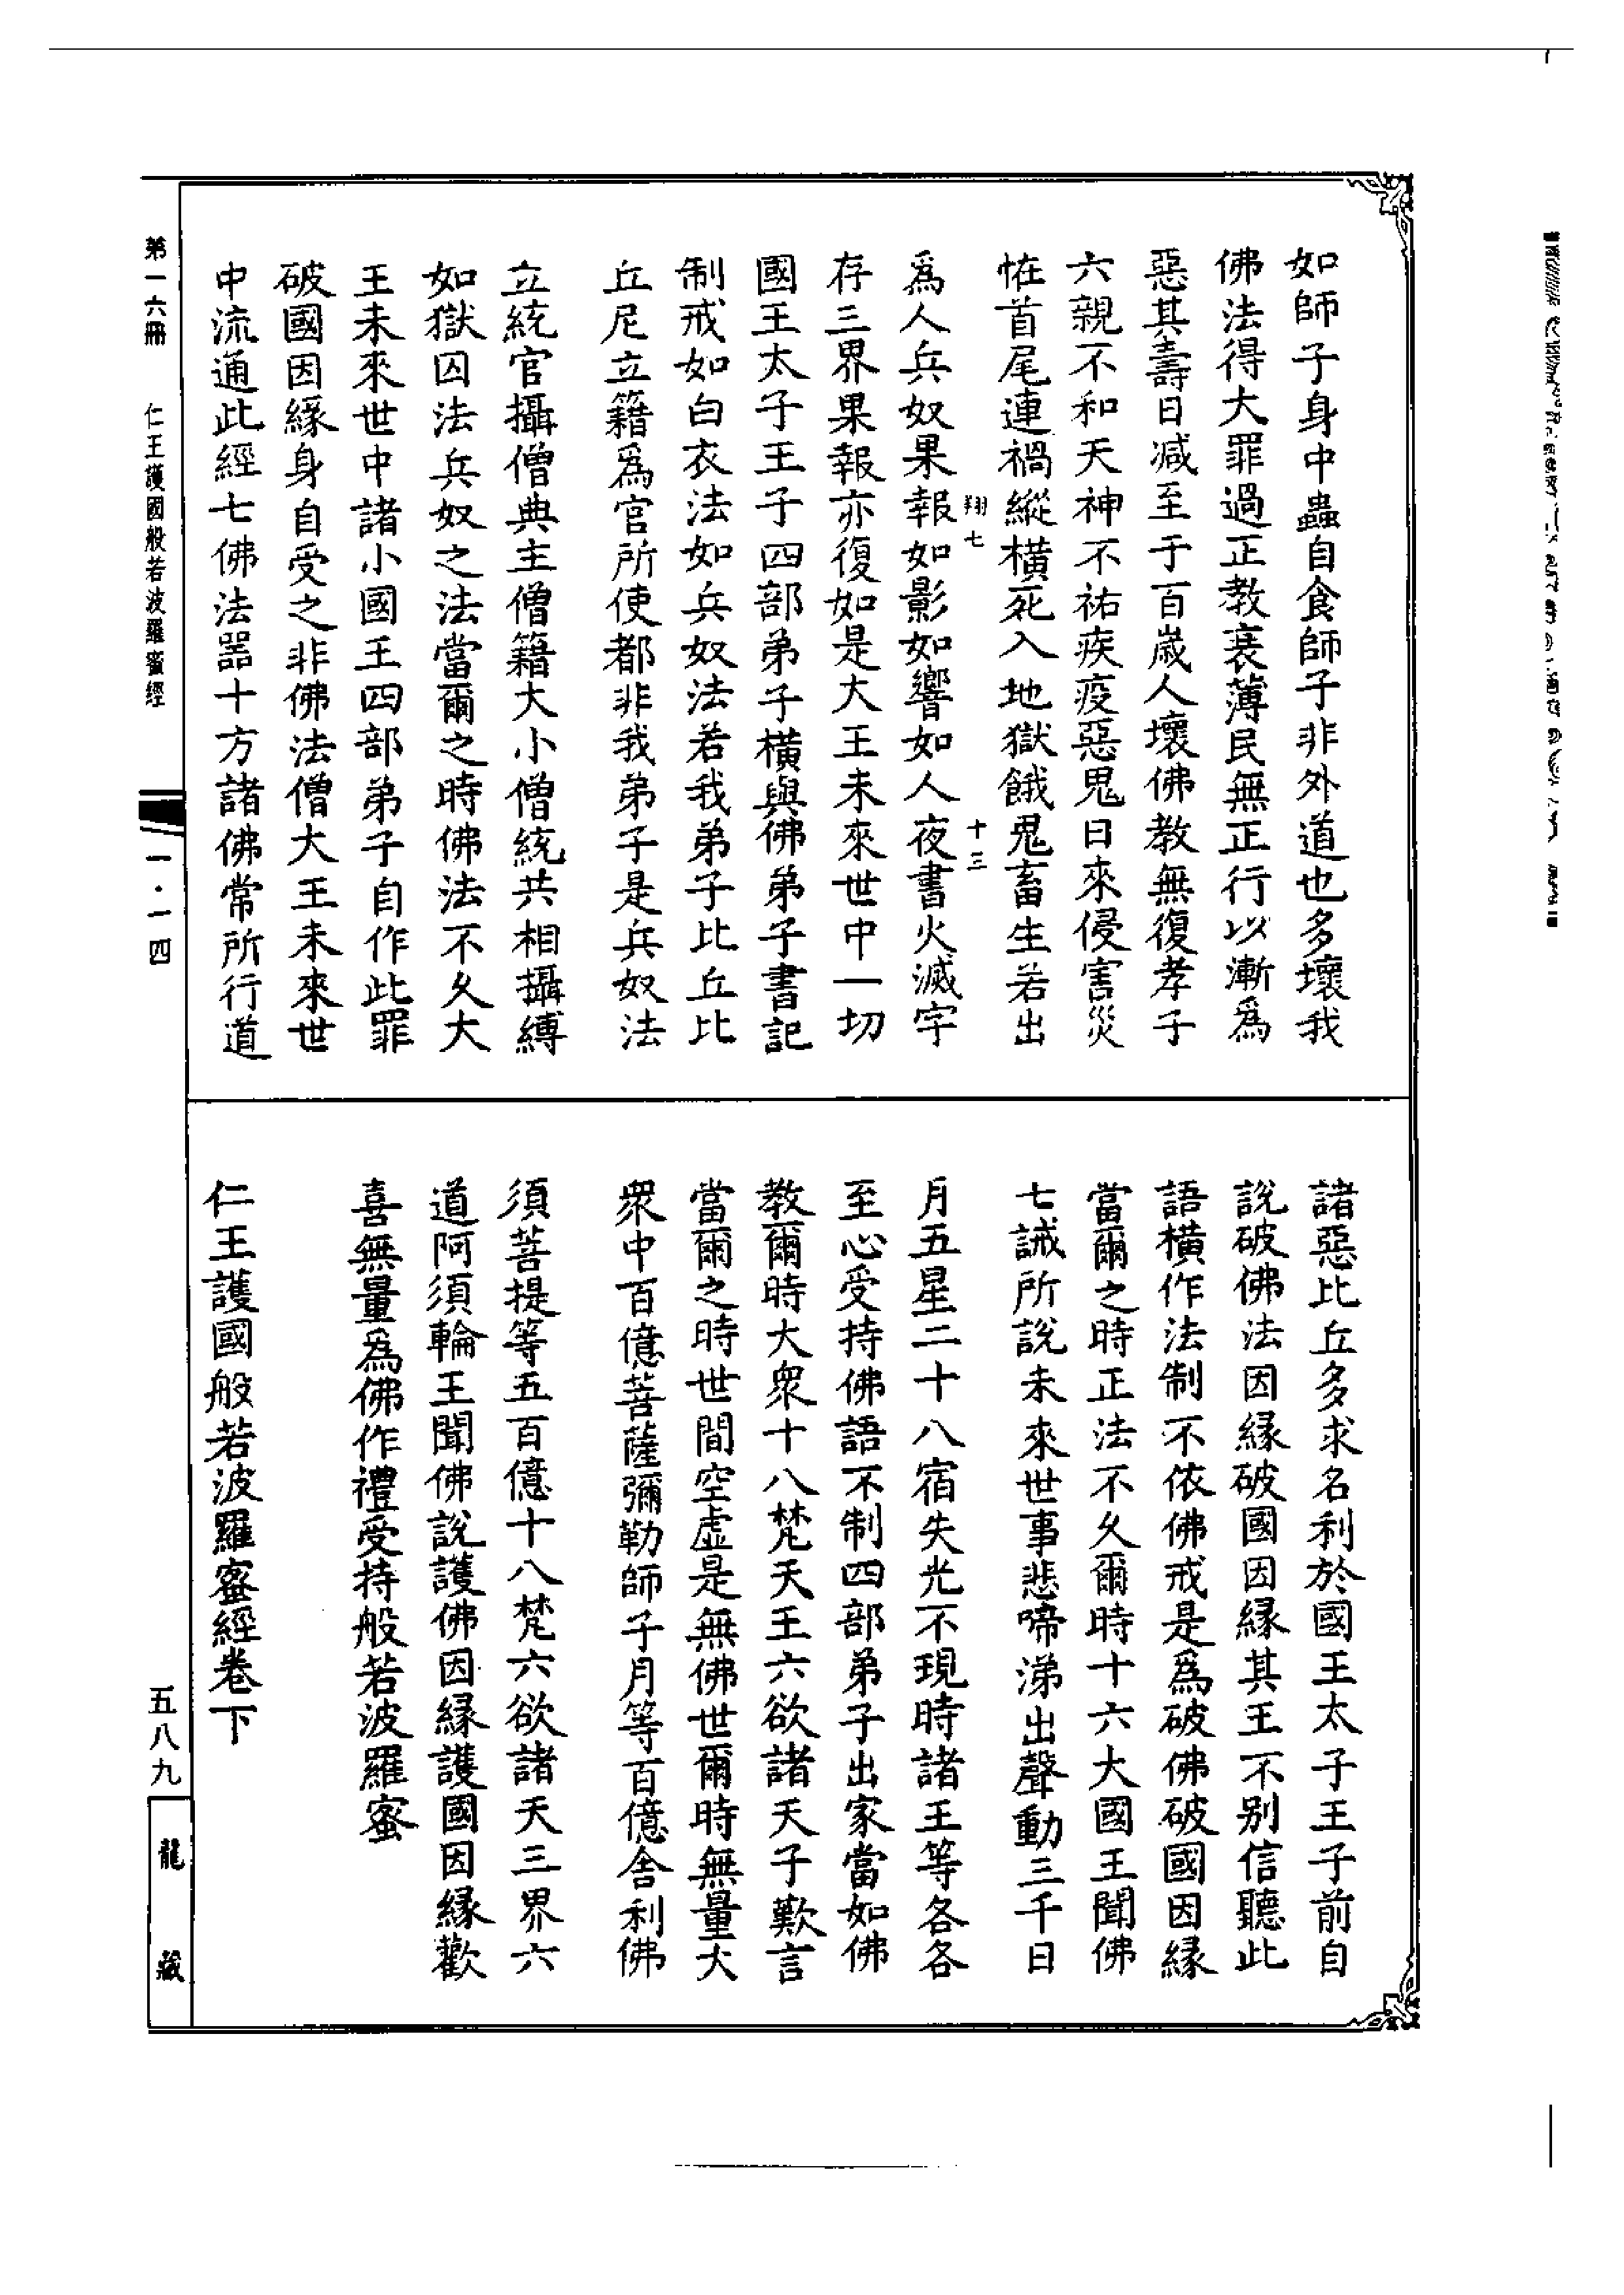 如師子身中蟲自食師子非外道也多壞我
佛法得大罪過正教衰薄民無正行以漸爲
惡其壽日減至于百歲人壞佛教無復孝子
六親不和天神不祐疾疫惡鬼日來侵害災
恠首尾連禍縱橫死入地獄餓鬼畜生若出
翔七 十三
爲人兵奴果報如影如響如人夜書火滅字
存三界果報亦復如是大王未來世中一切
國王太子王子四部弟子橫與佛弟子書記
制戒如白衣法如兵奴法若我弟子比丘比
丘尼立籍爲官所使都非我弟子是兵奴法
立統官攝僧典主僧籍大小僧統共相攝縛
如獄囚法兵奴之法當爾之時佛法不久大
王未來世中諸小國王四部弟子自作此罪
破國因緣身自受之非佛法僧大王未來世
中流通此經七佛法噐十方諸佛常所行道
諸惡比丘多求名利於國王太子王子前自
說破佛法因緣破國因緣其王不別信聽此
語橫作法制不依佛戒是爲破佛破國因緣
當爾之時正法不久爾時十六大國王聞佛
七誡所說未來世事悲啼涕出聲動三千日
月五星二十八宿失光不現時諸王等各各
至心受持佛語不制四部弟子出家當如佛
教爾時大眾十八梵天王六欲諸天子歎言
當爾之時世間空虛是無佛世爾時無量大
眾中百億菩薩彌勒師子月等百億舍利佛
須菩提等五百億十八梵六欲諸天三界六
道阿須輪王聞佛說護佛因緣護國因緣歡
喜無量爲佛作禮受持般若波羅蜜
仁王護國般若波羅蜜經卷下
第一六冊 仁王護國般若波羅蜜經
一·一四
五八九
龍藏